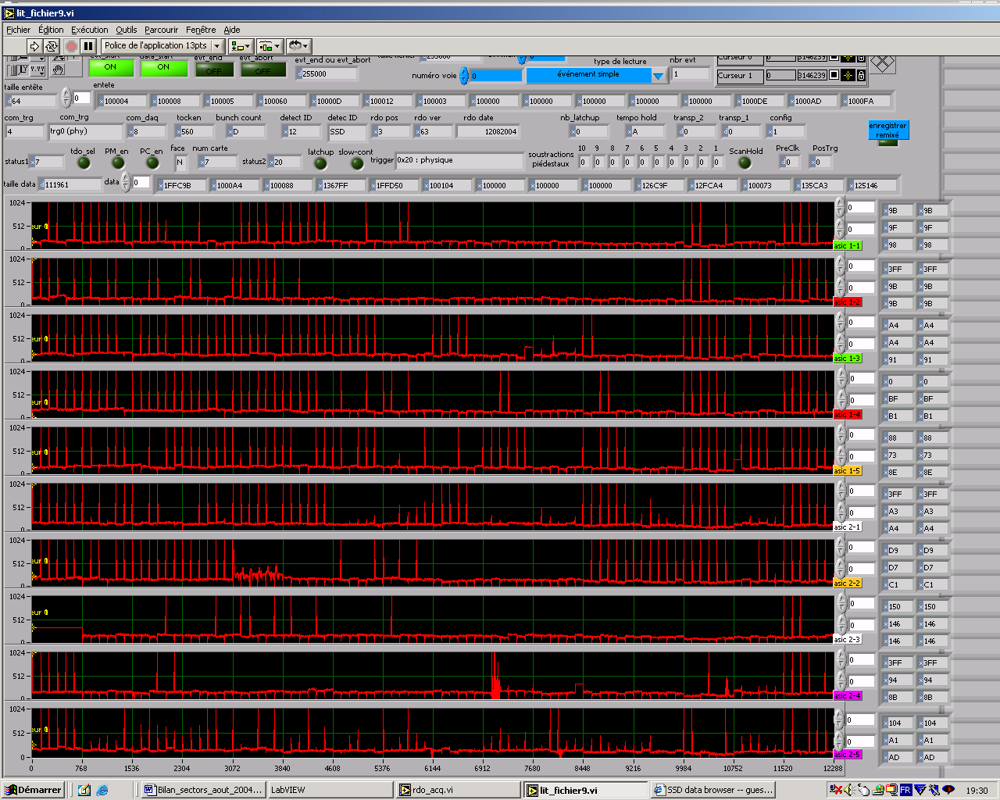 lit_fichier9.vi
Fichier Édition Exécution Outils Parcourir Fenêtre Aide
Police de l'application 13pts
evt_start data_start evt_end evt_abort evt_end ou evt_abort
ON ON OFF OFF 255000
numéro voie 0 type de lecture événement simple nbr evt 1
Curseur 0 0 3146239
Curseur 1 0 3146239
taille entête entete
64 0 100004 100008 100005 100060 10000D 100012 100003 100000 100000 100000 100000 100000 1000DE 1000AD 1000FA
com_trg com_trg com_daq tocken bunch count detect ID detec ID rdo pos rdo ver rdo date nb_latchup tempo hold transp_2 transp_1 config
4 trg0 (phy) 8 560 D 12 SSD 3 63 12082004 0 A 0 0 1
enregistrer
remixé
status1 7 tdo_sel PM_en PC_en face N num carte 7 status2 20 latchup slow-cont trigger 0x20 : physique
soustractions
piédestaux
10 9 8 7 6 5 4 3 2 1
0 0 0 0 0 0 0 0 0 0
ScanHold PreClk 0 PosTrg 0
taille data 111961 data 0 1FFC9B 1000A4 100088 1367FF 1FFD50 100104 100000 100000 100000 126C9F 12FCA4 100073 135CA3 125146
1024 512 0 eur 0 0 0 asic 1-1
9B 9B
9F 9F
98 98
1024 512 0 0 0 asic 1-2
3FF 3FF
9B 9B
9B 9B
1024 512 0 eur 0 0 0 asic 1-3
A4 A4
A4 A4
91 91
1024 512 0 0 0 asic 1-4
0 0
BF BF
B1 B1
1024 512 0 eur 0 0 0 asic 1-5
88 88
73 73
8E 8E
1024 512 0 0 0 asic 2-1
3FF 3FF
A3 A3
A4 A4
1024 512 0 eur 0 0 0 asic 2-2
D9 D9
D7 D7
C1 C1
1024 512 0 eur 0 0 0 asic 2-3
150 150
146 146
146 146
1024 512 0 0 0 asic 2-4
3FF 3FF
94 94
8B 8B
1024 512 0 eur 0 0 0 asic 2-5
104 104
A1 A1
AD AD
0 768 1536 2304 3072 3840 4608 5376 6144 6912 7680 8448 9216 9984 10752 11520 12288
Démarrer Bilan_sectors_aout_2004... LabVIEW rdo_acq.vi lit_fichier9.vi SSD data browser -- gues... FR 19:30